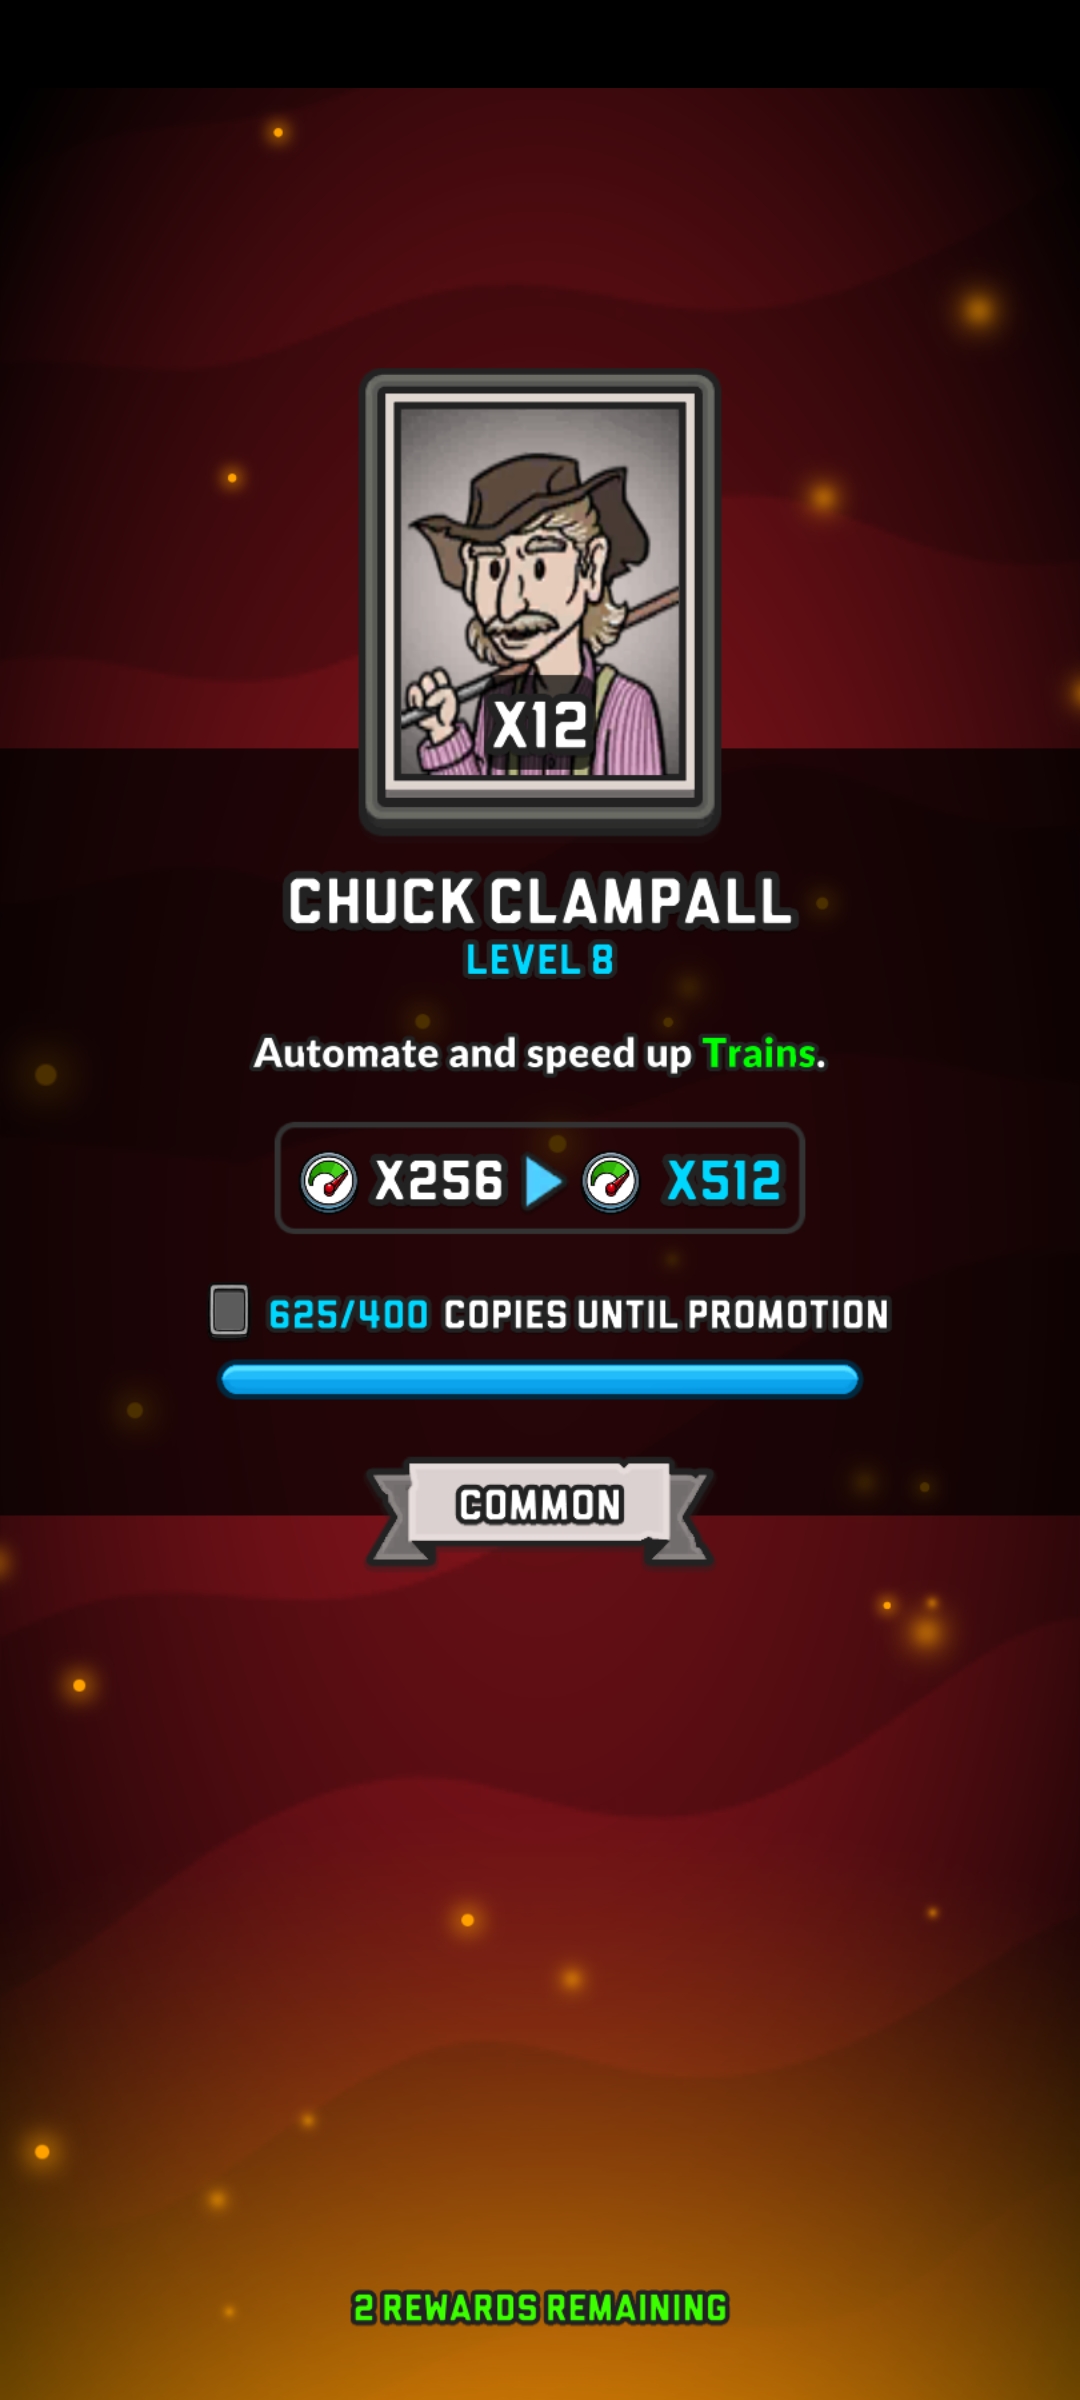 X12
CHUCK CLAMPALL
LEVEL 8
Automate and speed up Trains.
X256 X512
625/400 COPIES UNTIL PROMOTION
COMMON
2 REWARDS REMAINING